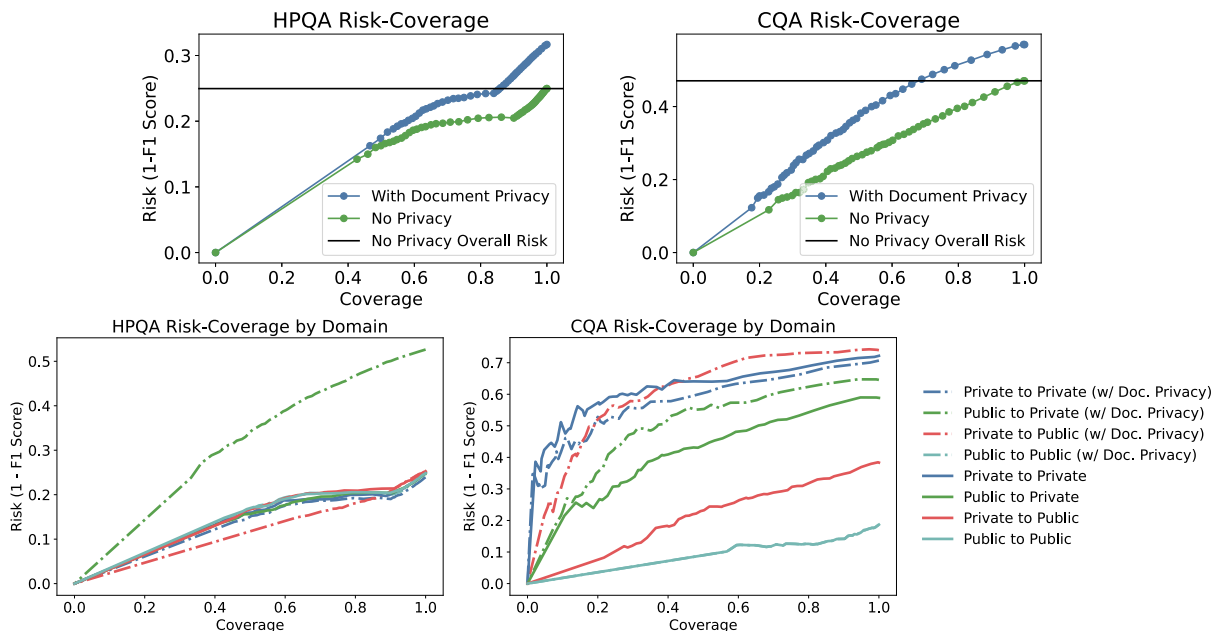 HPQA Risk-Coverage
Risk (1-F1 Score)
0.3
0.2
0.1
0.0
With Document Privacy
No Privacy
No Privacy Overall Risk
0.0 0.2 0.4 0.6 0.8 1.0
Coverage
CQA Risk-Coverage
Risk (1-F1 Score)
0.4
0.2
0.0
With Document Privacy
No Privacy
No Privacy Overall Risk
0.0 0.2 0.4 0.6 0.8 1.0
Coverage
HPQA Risk-Coverage by Domain
Risk (1 - F1 Score)
0.5
0.4
0.3
0.2
0.1
0.0
0.0 0.2 0.4 0.6 0.8 1.0
Coverage
CQA Risk-Coverage by Domain
Risk (1 - F1 Score)
0.7
0.6
0.5
0.4
0.3
0.2
0.1
0.0
0.0 0.2 0.4 0.6 0.8 1.0
Coverage
Private to Private (w/ Doc. Privacy)
Public to Private (w/ Doc. Privacy)
Private to Public (w/ Doc. Privacy)
Public to Public (w/ Doc. Privacy)
Private to Private
Public to Private
Private to Public
Public to Public